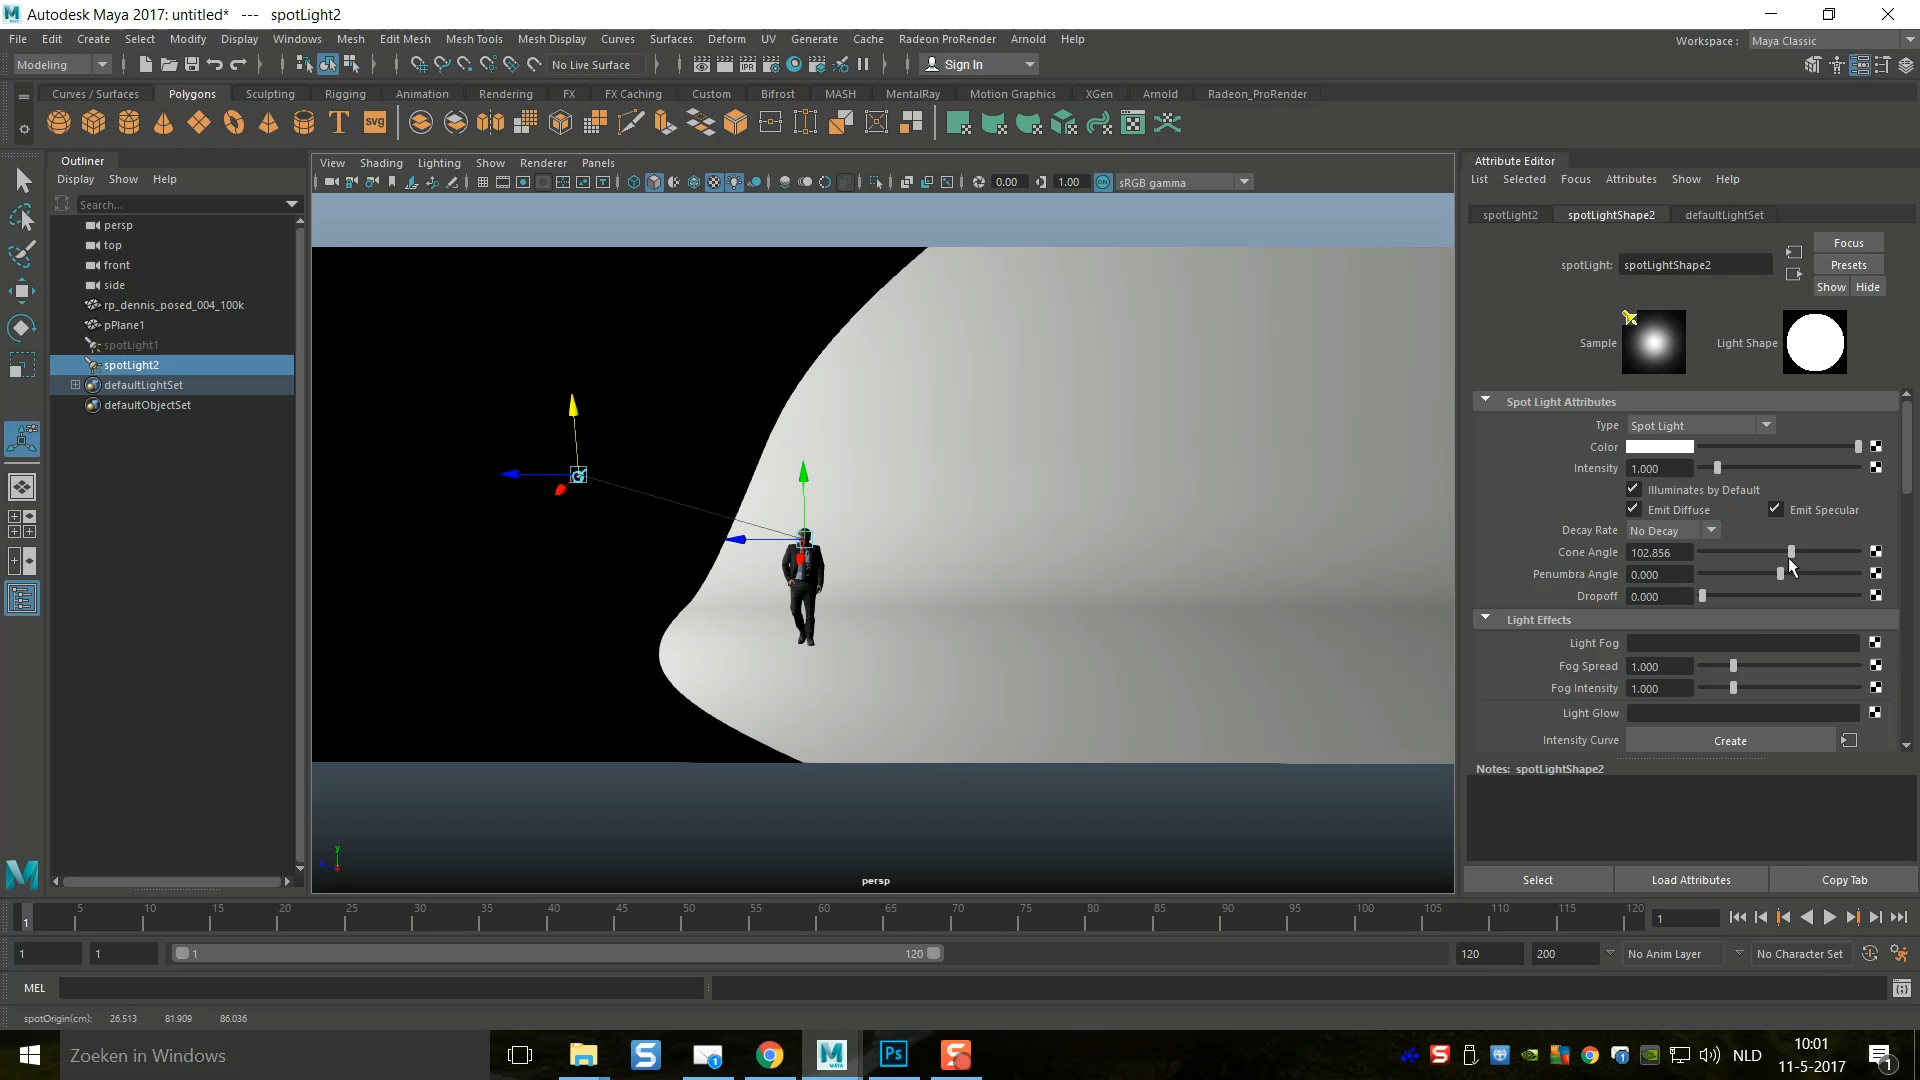 Autodesk Maya 2017: untitled* --- spotLight2
File Edit Create Select Modify Display Windows Mesh Edit Mesh Mesh Tools Mesh Display Curves Surfaces Deform UV Generate Cache Radeon ProRender Arnold Help
Workspace : Maya Classic
Modeling No Live Surface Sign In
Curves / Surfaces Polygons Sculpting Rigging Animation Rendering FX FX Caching Custom Bifrost MASH MentalRay Motion Graphics XGen Arnold Radeon_ProRender
T SVG
Outliner
Display Show Help
Search...
persp
top
front
side
rp_dennis_posed_004_100k
pPlane1
spotLight1
spotLight2
defaultLightSet
defaultObjectSet
View Shading Lighting Show Renderer Panels
0.00 1.00 sRGB gamma
y
persp
Attribute Editor
List Selected Focus Attributes Show Help
spotLight2 spotLightShape2 defaultLightSet
Focus
spotLight: spotLightShape2
Presets
Show Hide
Sample Light Shape
Spot Light Attributes
Type Spot Light
Color
Intensity 1.000
Illuminates by Default
Emit Diffuse Emit Specular
Decay Rate No Decay
Cone Angle 102.856
Penumbra Angle 0.000
Dropoff 0.000
Light Effects
Light Fog
Fog Spread 1.000
Fog Intensity 1.000
Light Glow
Intensity Curve Create
Notes: spotLightShape2
Select Load Attributes Copy Tab
1 5 10 15 20 25 30 35 40 45 50 55 60 65 70 75 80 85 90 95 100 105 110 115 120 1
1 1 1 120 120 200 No Anim Layer No Character Set
MEL
spotOrigin(cm): 26.513 81.909 86.036
Zoeken in Windows
Ps
NLD
10:01
11-5-2017
1